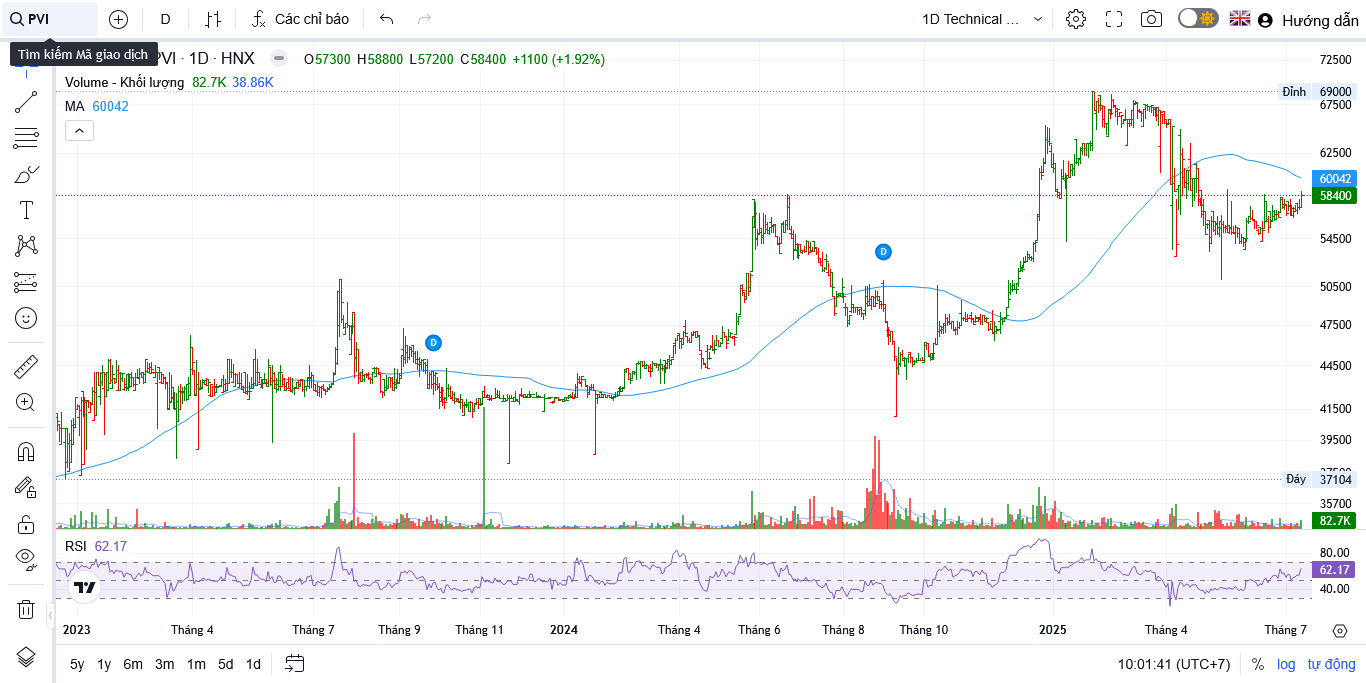 PVI
D
Các chỉ báo
1D Technical ...
Hướng dẫn
Tìm kiếm Mã giao dịch
PVI · 1D · HNX
O57300 H58800 L57200 C58400 +1100 (+1.92%)
Volume - Khối lượng 82.7K 38.86K
MA 60042
72500
Đỉnh 69000
67500
62500
60042
58400
54500
D
50500
47500
D
44500
41500
39500
37500
Đáy 37104
35700
82.7K
RSI 62.17
80.00
62.17
40.00
2023 Tháng 4 Tháng 7 Tháng 9 Tháng 11 2024 Tháng 4 Tháng 6 Tháng 8 Tháng 10 2025 Tháng 4 Tháng 7
5y 1y 6m 3m 1m 5d 1d
10:01:41 (UTC+7) % log tự động